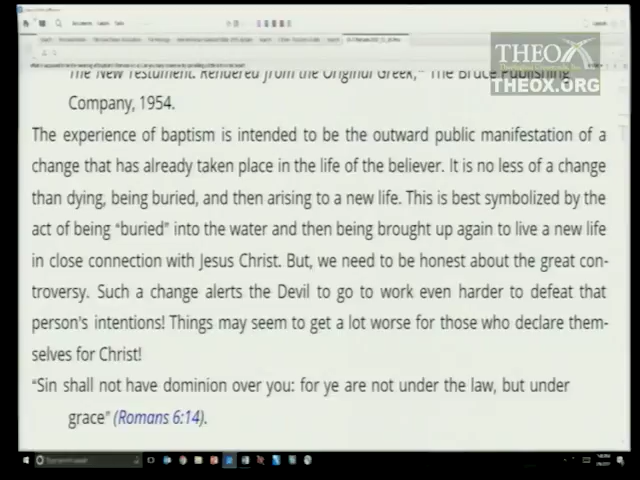 THEOX
THEOX.ORG
The New Testament. Rendered from the Original Greek," The Bruce Publishing
Company, 1954.
The experience of baptism is intended to be the outward public manifestation of a
change that has already taken place in the life of the believer. It is no less of a change
than dying, being buried, and then arising to a new life. This is best symbolized by the
act of being “buried” into the water and then being brought up again to live a new life
in close connection with Jesus Christ. But, we need to be honest about the great con-
troversy. Such a change alerts the Devil to go to work even harder to defeat that
person's intentions! Things may seem to get a lot worse for those who declare them-
selves for Christ!
“Sin shall not have dominion over you: for ye are not under the law, but under
grace” (Romans 6:14).